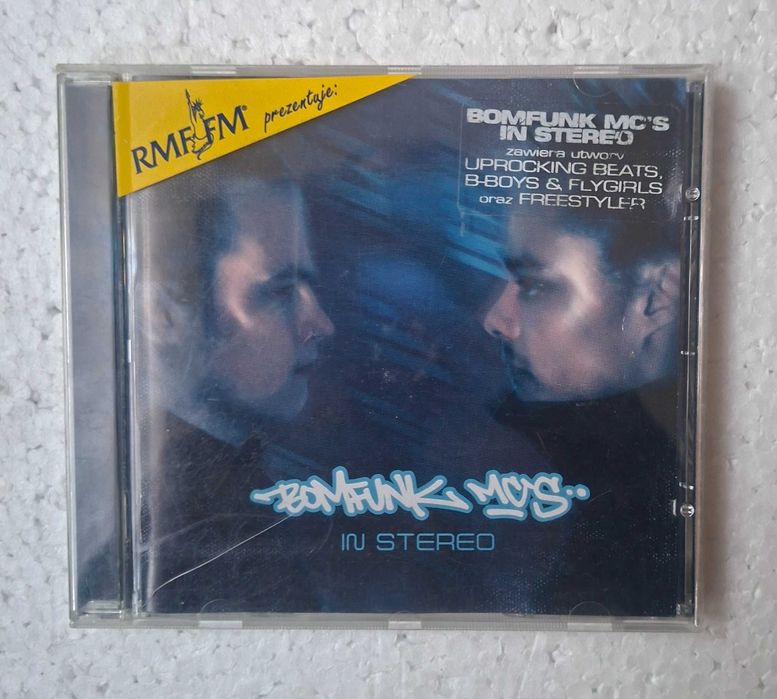 RMF FM® prezentuje:
BOMFUNK MC'S
IN STEREO
zawiera utwory
UPROCKING BEATS,
B-BOYS & FLYGIRLS
oraz FREESTYLER
BOMFUNK MC'S..
IN STEREO